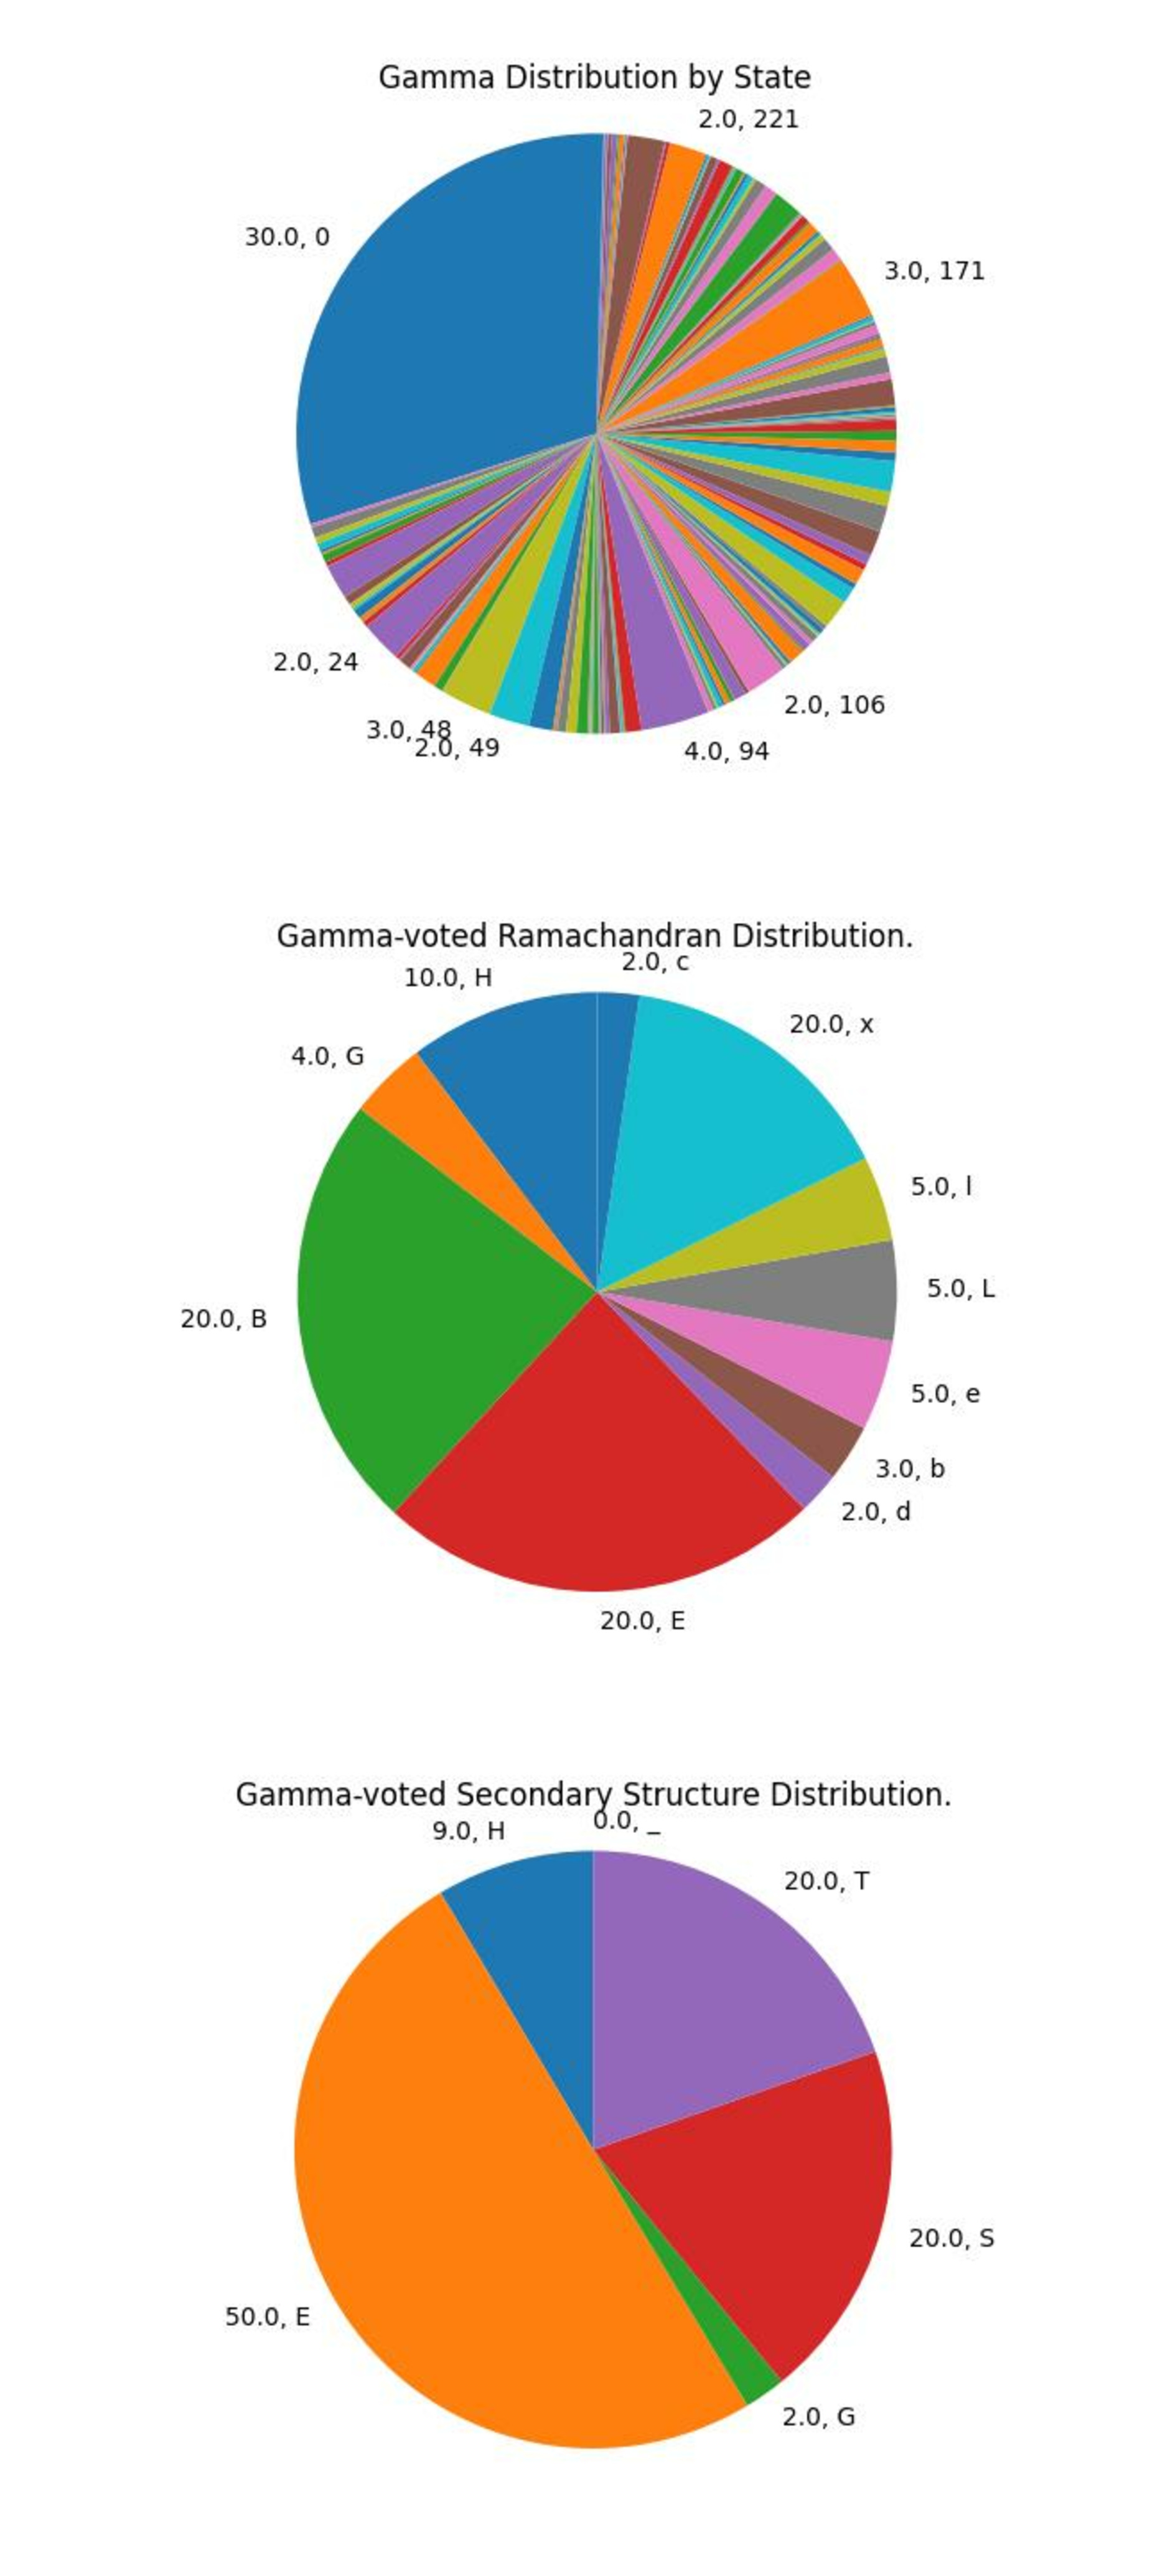 Gamma Distribution by State
2.0, 221
30.0, 0
3.0, 171
2.0, 24
2.0, 106
3.0, 48
2.0, 49
4.0, 94
Gamma-voted Ramachandran Distribution.
2.0, c
10.0, H
20.0, x
4.0, G
5.0, l
5.0, L
20.0, B
5.0, e
3.0, b
2.0, d
20.0, E
Gamma-voted Secondary Structure Distribution.
0.0, _
9.0, H
20.0, T
20.0, S
50.0, E
2.0, G